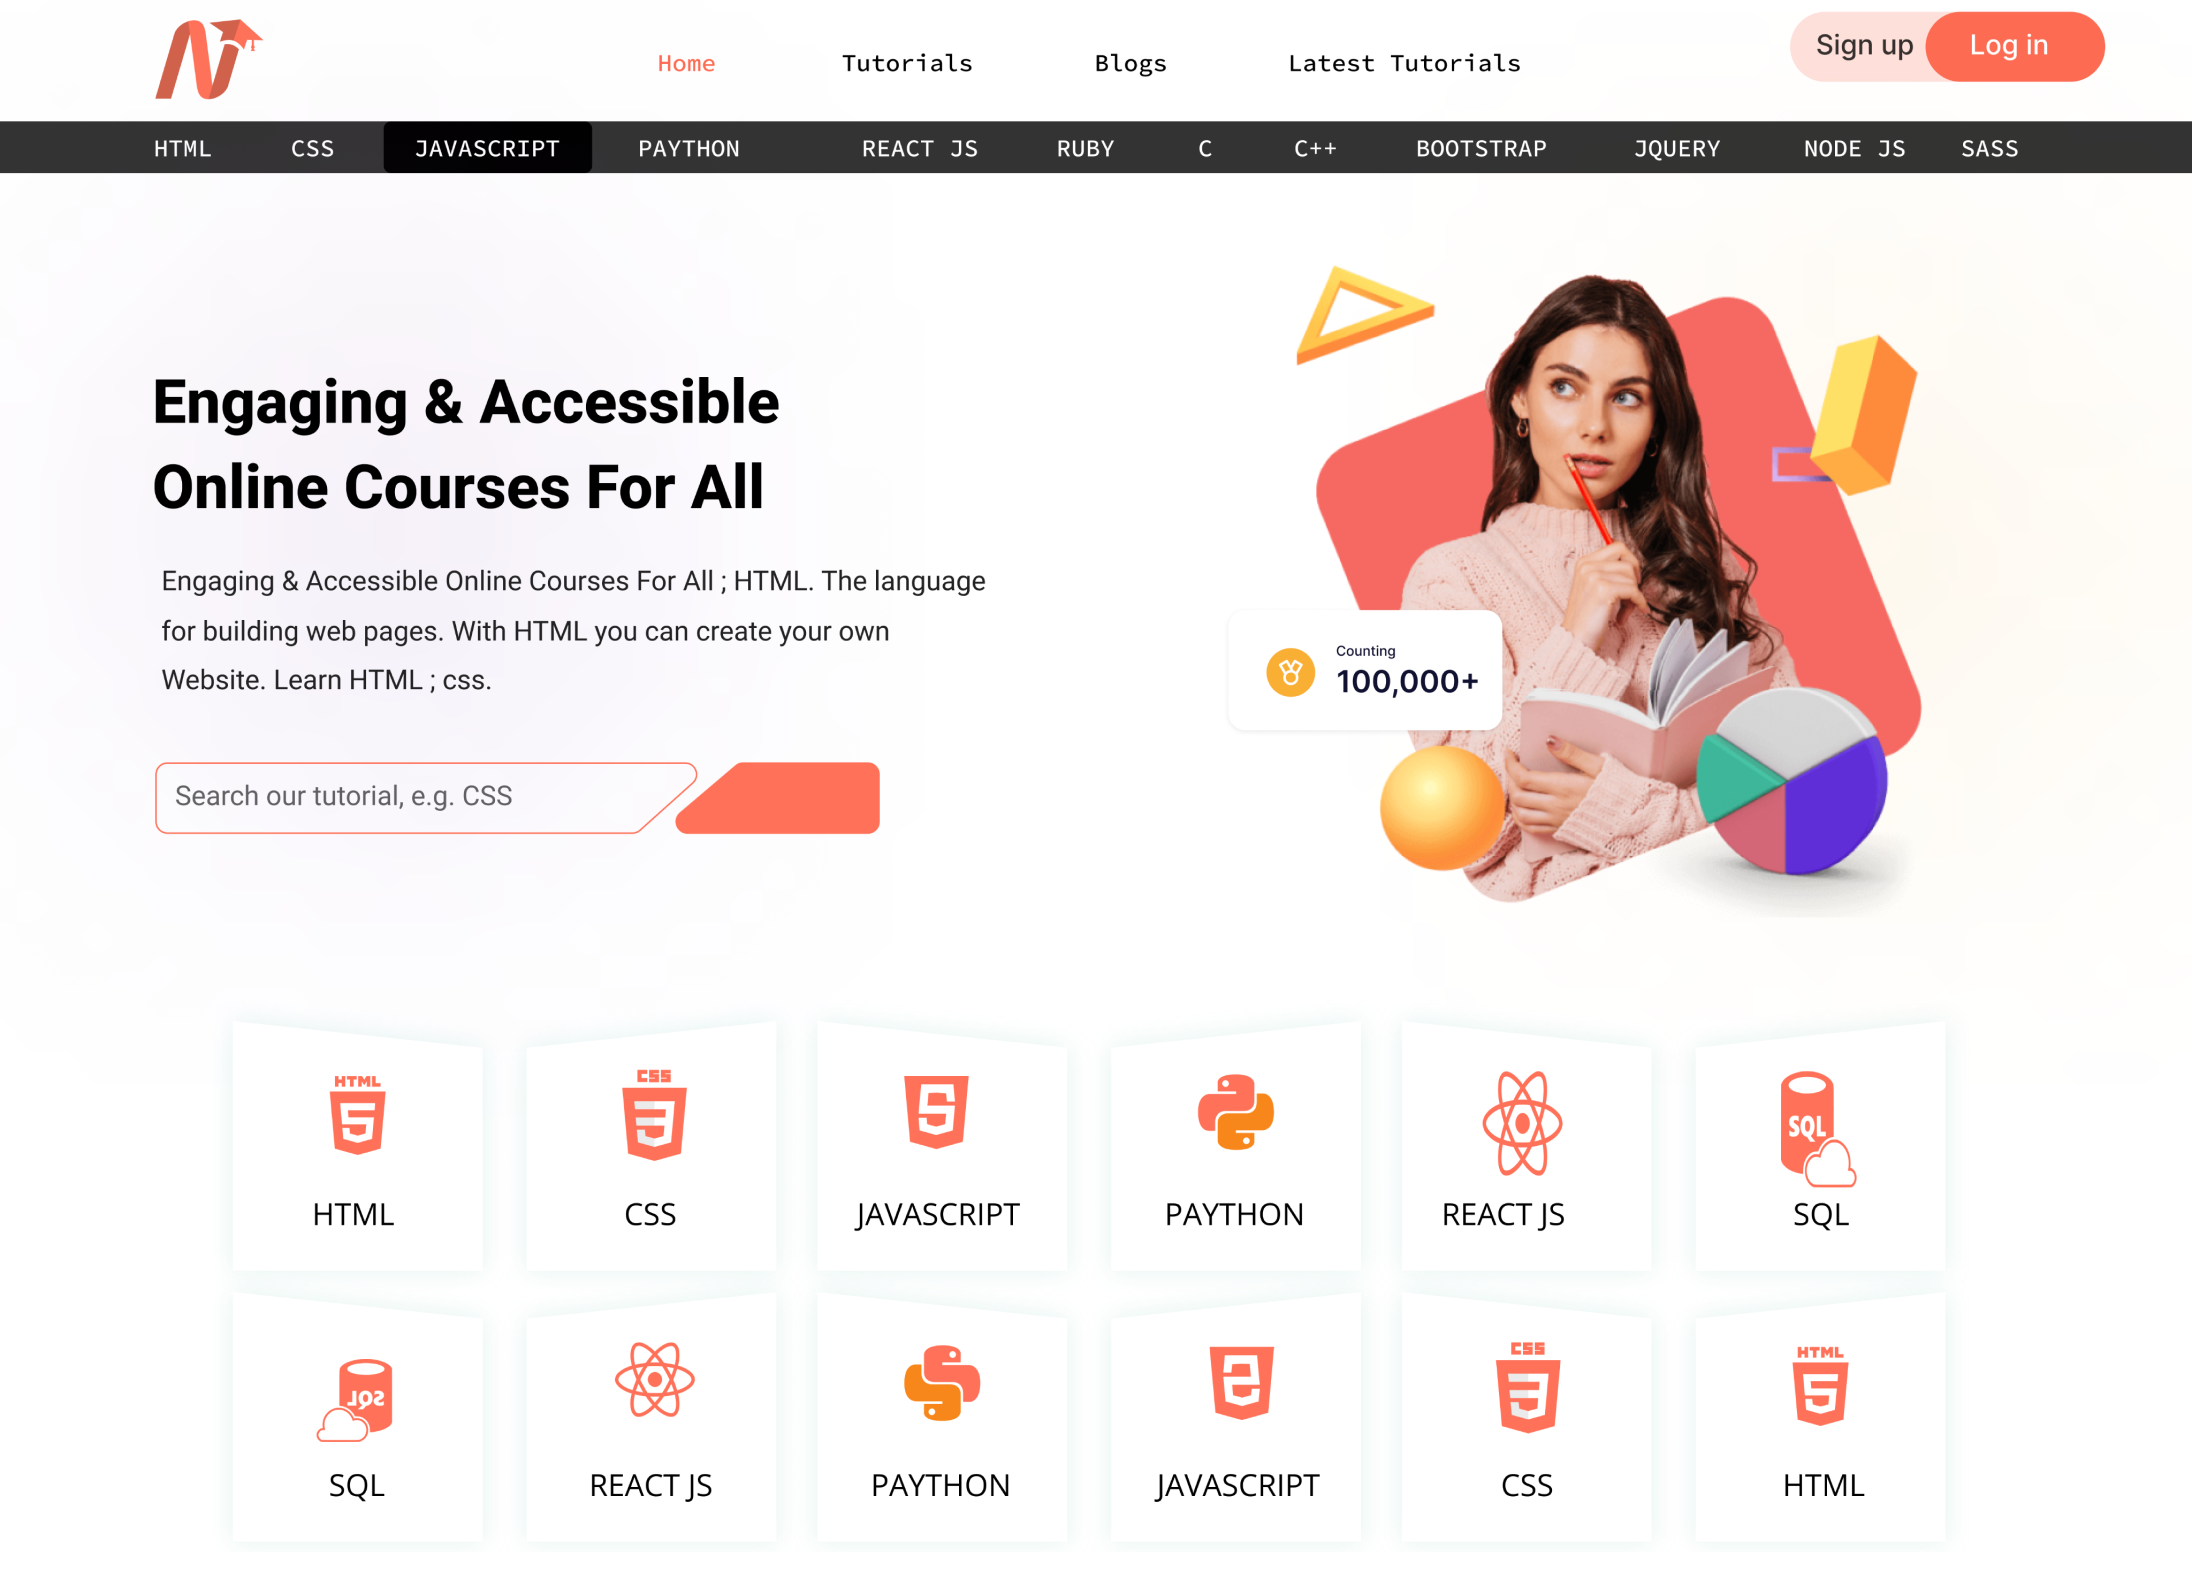 Home Tutorials Blogs Latest Tutorials Sign up Log in
HTML CSS JAVASCRIPT PAYTHON REACT JS RUBY C C++ BOOTSTRAP JQUERY NODE JS SASS
Engaging & Accessible
Online Courses For All
Engaging & Accessible Online Courses For All ; HTML. The language
for building web pages. With HTML you can create your own
Website. Learn HTML ; css.
Search our tutorial, e.g. CSS
Counting
100,000+
HTML CSS SQL
HTML CSS JAVASCRIPT PAYTHON REACT JS SQL
SQL CSS HTML
SQL REACT JS PAYTHON JAVASCRIPT CSS HTML